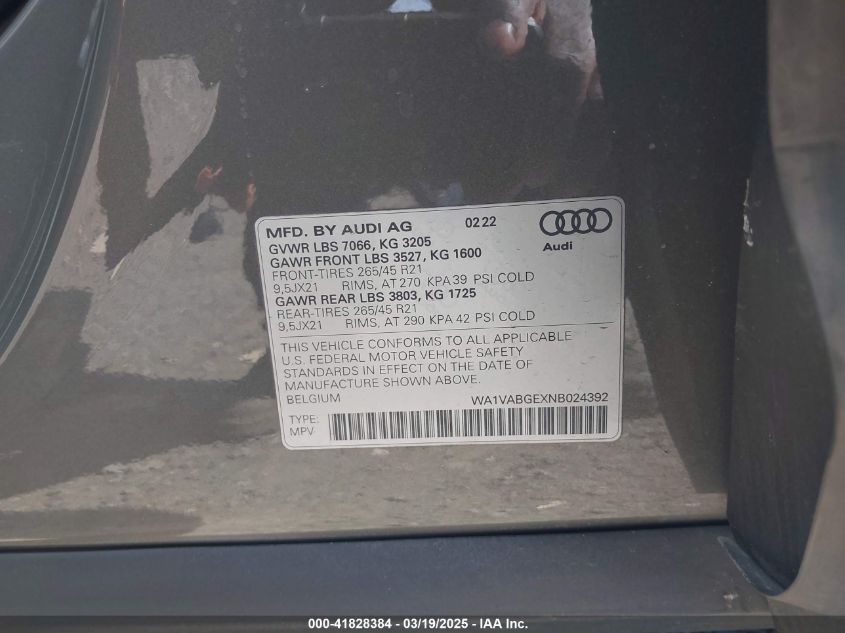 MFD. BY AUDI AG 02 22
GVWR LBS 7066, KG 3205
GAWR FRONT LBS 3527, KG 1600
FRONT-TIRES 265/45 R21
9,5JX21 RIMS, AT 270 KPA 39 PSI COLD
GAWR REAR LBS 3803, KG 1725
REAR-TIRES 265/45 R21
9,5JX21 RIMS, AT 290 KPA 42 PSI COLD
Audi
THIS VEHICLE CONFORMS TO ALL APPLICABLE
U.S. FEDERAL MOTOR VEHICLE SAFETY
STANDARDS IN EFFECT ON THE DATE OF
MANUFACTURE SHOWN ABOVE.
BELGIUM WA1VABGEXNB024392
TYPE:
MPV
000-41828384 - 03/19/2025 - IAA Inc.